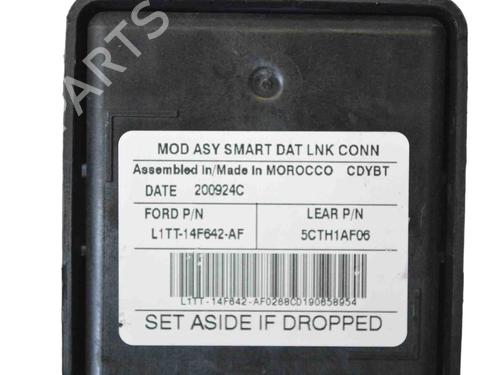 PARTS
MOD ASY SMART DAT LNK CONN
Assembled In/Made In MOROCCO CDYBT
DATE 200924C
FORD P/N LEAR P/N
L1TT-14F642-AF 5CTH1AF06
L1TT-14F642-AF0268CD190658954
SET ASIDE IF DROPPED